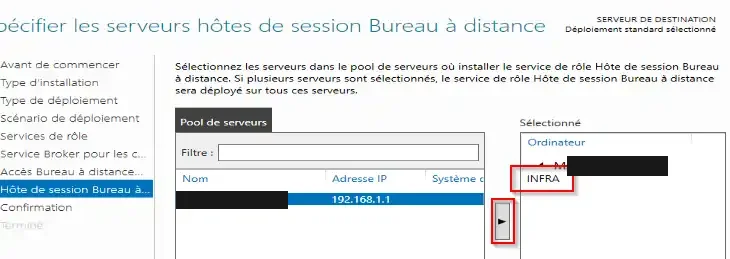 pécifier les serveurs hôtes de session Bureau à distance
SERVEUR DE DESTINATION
Déploiement standard sélectionné
Avant de commencer
Type d'installation
Type de déploiement
Scénario de déploiement
Services de rôle
Service Broker pour les c...
Accès Bureau à distance...
Hôte de session Bureau à...
Confirmation
Terminé
Sélectionnez les serveurs dans le pool de serveurs où installer le service de rôle Hôte de session Bureau
à distance. Si plusieurs serveurs sont sélectionnés, le service de rôle Hôte de session Bureau à distance
sera déployé sur tous ces serveurs.
Pool de serveurs
Filtre :
Nom Adresse IP Système d
192.168.1.1
Sélectionné
Ordinateur
M
INFRA